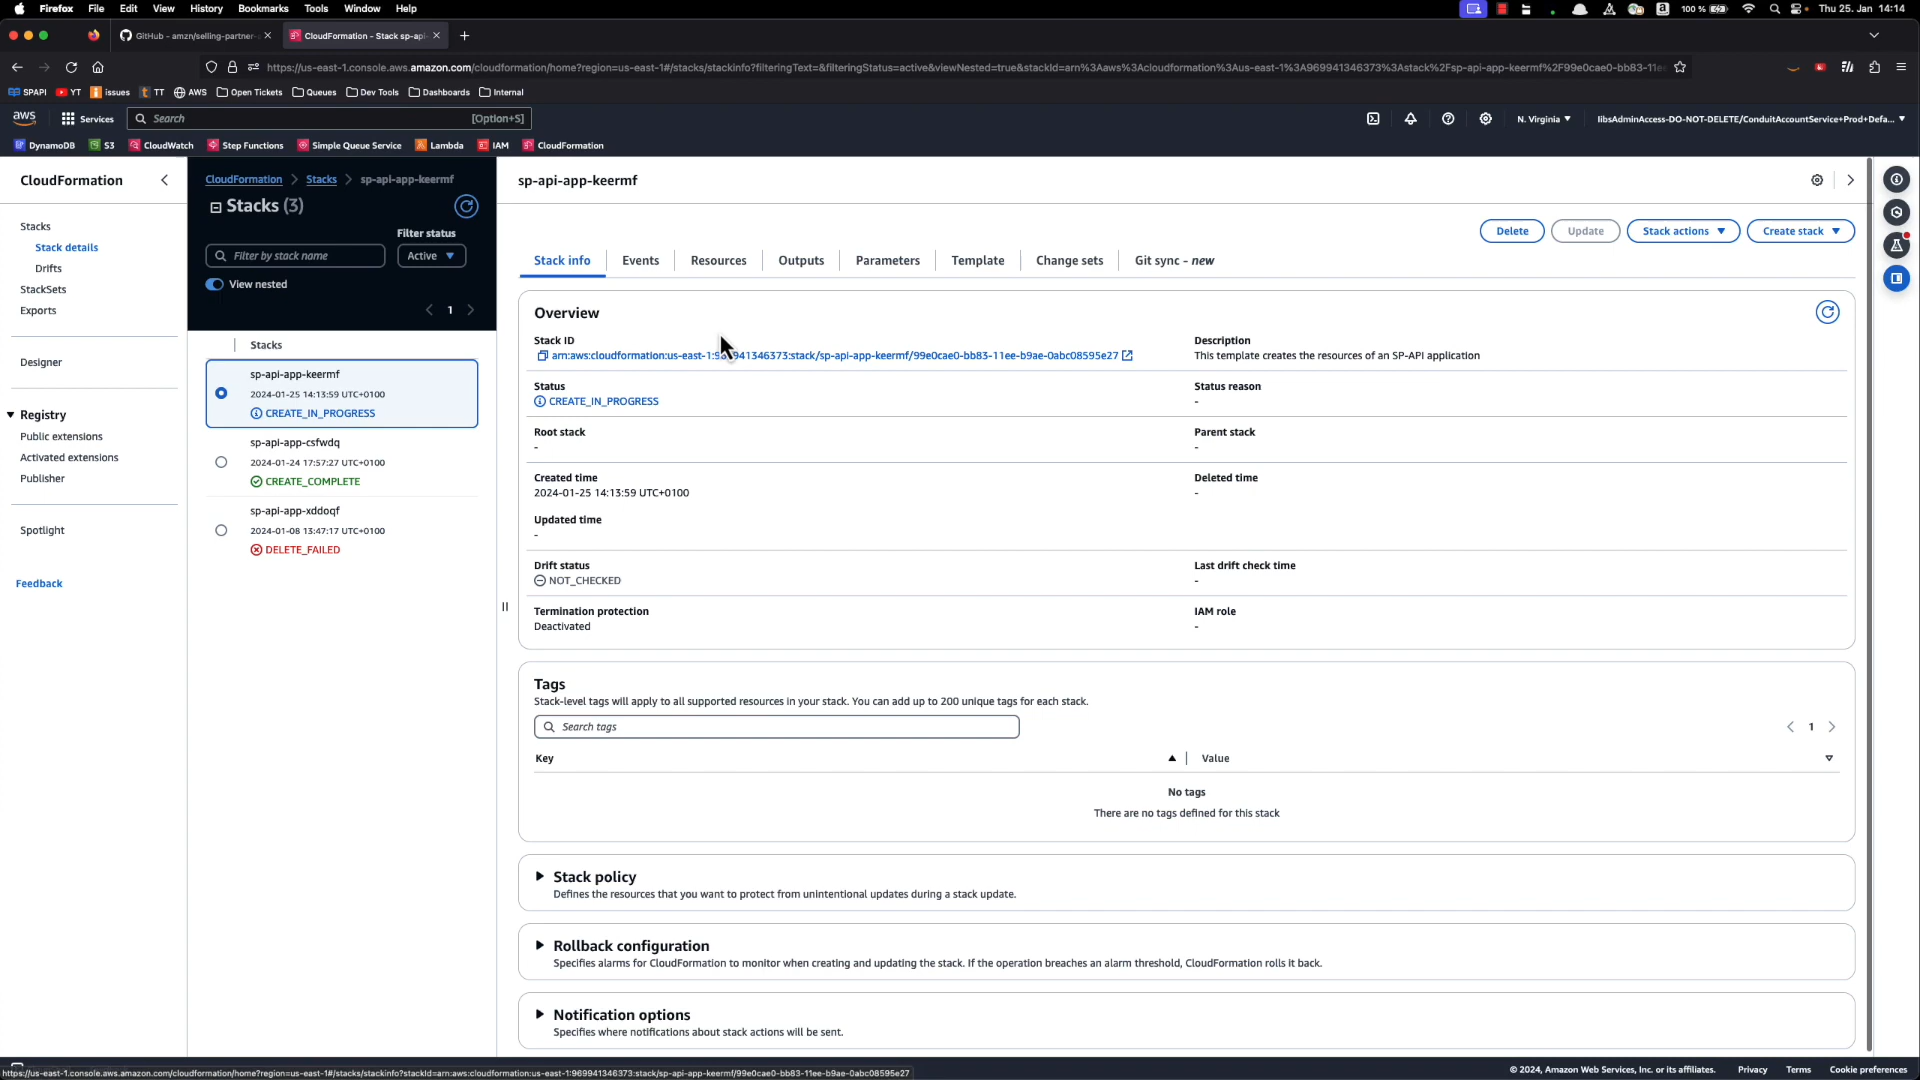 Firefox File Edit View History Bookmarks Tools Window Help
100 % Thu 25. Jan 14:14
GitHub - amzn/selling-partner-
CloudFormation - Stack sp-api-
https://us-east-1.console.aws.amazon.com/cloudformation/home?region=us-east-1#/stacks/stackinfo?filteringText=&filteringStatus=active&viewNested=true&stackId=arn%3Aaws%3Acloudformation%3Aus-east-1%3A969941346373%3Astack%2Fsp-api-app-keermf%2F99e0cae0-bb83-11ee-
SPAPI YT issues TT AWS Open Tickets Queues Dev Tools Dashboards Internal
aws Services Search [Option+S] N. Virginia
DynamoDB S3 CloudWatch Step Functions Simple Queue Service Lambda IAM CloudFormation
CloudFormation
Stacks
Stack details
Drifts
StackSets
Exports
Designer
Registry
Public extensions
Activated extensions
Publisher
Spotlight
Feedback
CloudFormation Stacks sp-api-app-keermf
Stacks (3)
Filter status
Filter by stack name Active
View nested
1
Stacks
sp-api-app-keermf
2024-01-25 14:13:59 UTC+0100
CREATE_IN_PROGRESS
sp-api-app-csfwdq
2024-01-24 17:57:27 UTC+0100
CREATE_COMPLETE
sp-api-app-xddoqf
2024-01-08 13:47:17 UTC+0100
DELETE_FAILED
sp-api-app-keermf
Delete Update Stack actions Create stack
Stack info Events Resources Outputs Parameters Template Change sets Git sync - new
Overview
Stack ID
arn:aws:cloudformation:us-east-1:969941346373:stack/sp-api-app-keermf/99e0cae0-bb83-11ee-b9ae-0abc08595e27
Description
This template creates the resources of an SP-API application
Status
CREATE_IN_PROGRESS
Status reason
-
Root stack
-
Parent stack
-
Created time
2024-01-25 14:13:59 UTC+0100
Deleted time
-
Updated time
-
Drift status
NOT_CHECKED
Last drift check time
-
Termination protection
Deactivated
IAM role
-
Tags
Stack-level tags will apply to all supported resources in your stack. You can add up to 200 unique tags for each stack.
Search tags
1
Key Value
No tags
There are no tags defined for this stack
Stack policy
Defines the resources that you want to protect from unintentional updates during a stack update.
Rollback configuration
Specifies alarms for CloudFormation to monitor when creating and updating the stack. If the operation breaches an alarm threshold, CloudFormation rolls it back.
Notification options
Specifies where notifications about stack actions will be sent.
https://us-east-1.console.aws.amazon.com/cloudformation/home?region=us-east-1#/stacks/stackinfo?stackId=arn:aws:cloudformation:us-east-1:969941346373:stack/sp-api-app-keermf/99e0cae0-bb83-11ee-b9ae-0abc08595e27
© 2024, Amazon Web Services, Inc. or its affiliates. Privacy Terms Cookie preferences